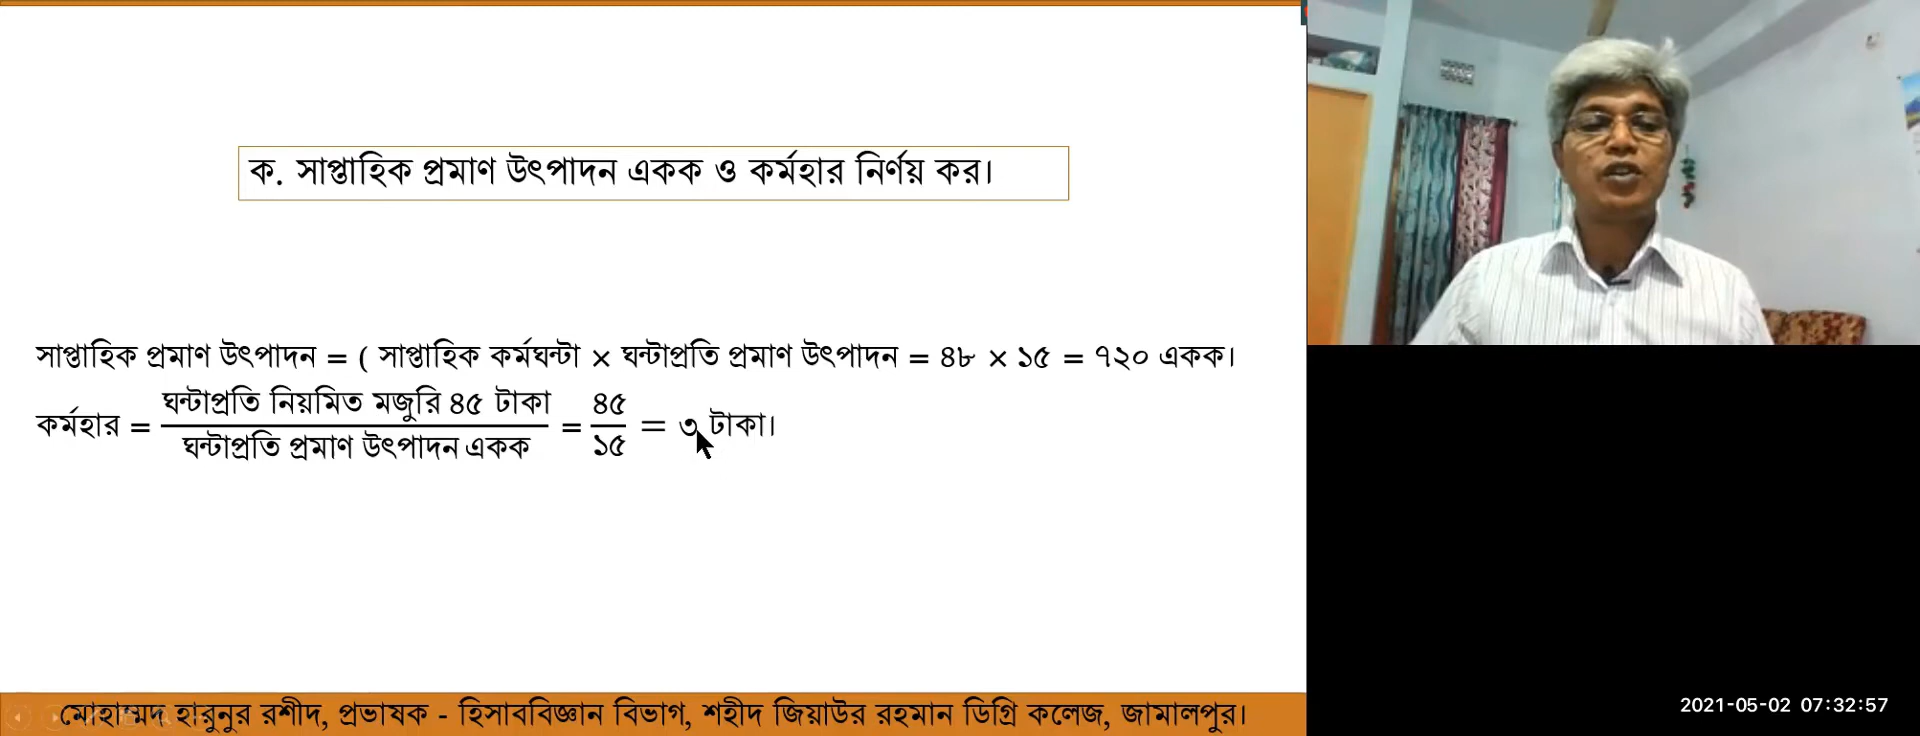 ক. সাপ্তাহিক প্রমাণ উৎপাদন একক ও কর্মহার নির্ণয় কর।
সাপ্তাহিক প্রমাণ উৎপাদন = ( সাপ্তাহিক কর্মঘন্টা × ঘন্টাপ্রতি প্রমাণ উৎপাদন = ৪৮ × ১৫ = ৭২০ একক।
কর্মহার = ঘন্টাপ্রতি নিয়মিত মজুরি ৪৫ টাকা / ঘন্টাপ্রতি প্রমাণ উৎপাদন একক = ৪৫ / ১৫ = ৩ টাকা।
মোহাম্মদ হারুনুর রশীদ, প্রভাষক - হিসাববিজ্ঞান বিভাগ, শহীদ জিয়াউর রহমান ডিগ্রি কলেজ, জামালপুর।
2021-05-02 07:32:57